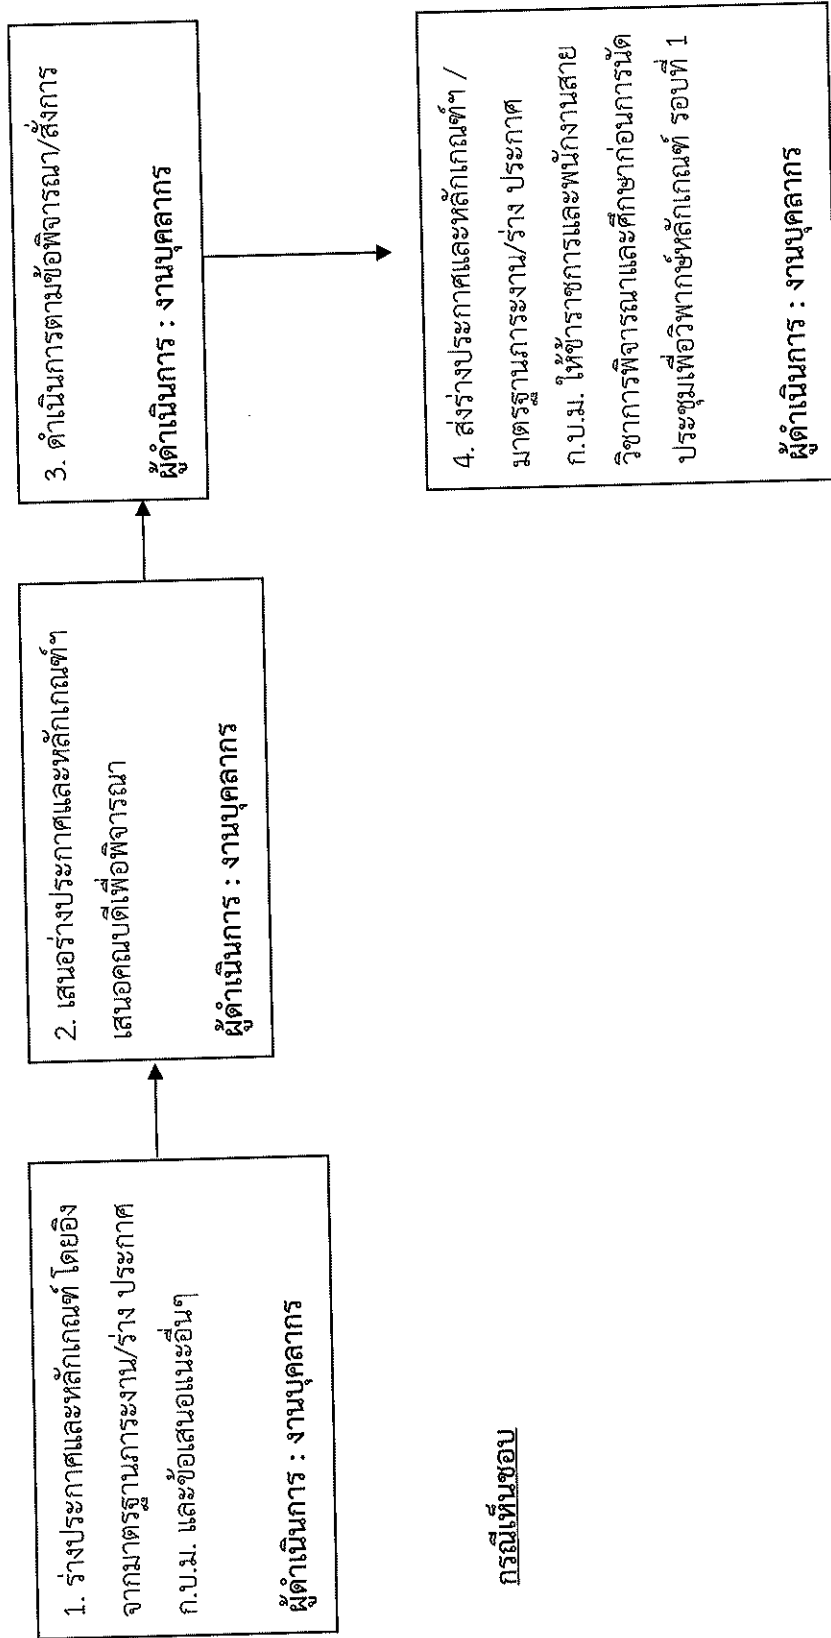 1. ร่างประกาศและหลักเกณฑ์ โดยอิง
จากมาตรฐานภาระงาน/ร่าง ประกาศ
ก.บ.ม. และข้อเสนอแนะอื่นๆ
ผู้ดำเนินการ : งานบุคลากร
2. เสนอร่างประกาศและหลักเกณฑ์ฯ
เสนอคณบดีเพื่อพิจารณา
ผู้ดำเนินการ : งานบุคลากร
3. ดำเนินการตามข้อพิจารณา/สั่งการ
ผู้ดำเนินการ : งานบุคลากร
4. ส่งร่างประกาศและหลักเกณฑ์ฯ /
มาตรฐานภาระงาน/ร่าง ประกาศ
ก.บ.ม. ให้ข้าราชการและพนักงานสาย
วิชาการพิจารณาและศึกษาก่อนการนัด
ประชุมเพื่อวิพากษ์หลักเกณฑ์ รอบที่ 1
ผู้ดำเนินการ : งานบุคลากร
กรณีเห็นชอบ